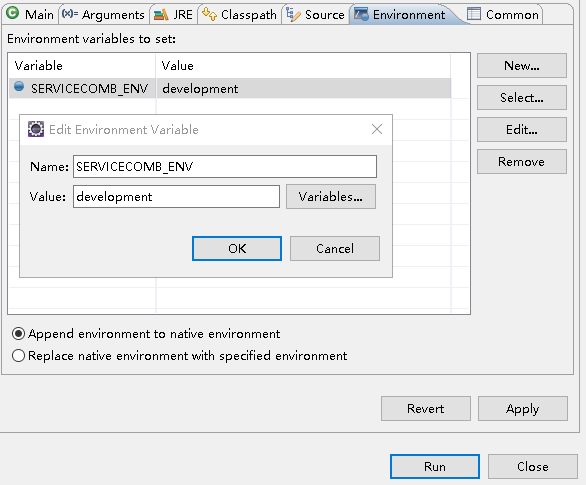 Main (x)= Arguments JRE Classpath Source Environment Common
Environment variables to set:
Variable Value
SERVICECOMB_ENV development
New...
Select...
Edit...
Remove
Edit Environment Variable
Name: SERVICECOMB_ENV
Value: development Variables...
OK Cancel
Append environment to native environment
Replace native environment with specified environment
Revert Apply
Run Close